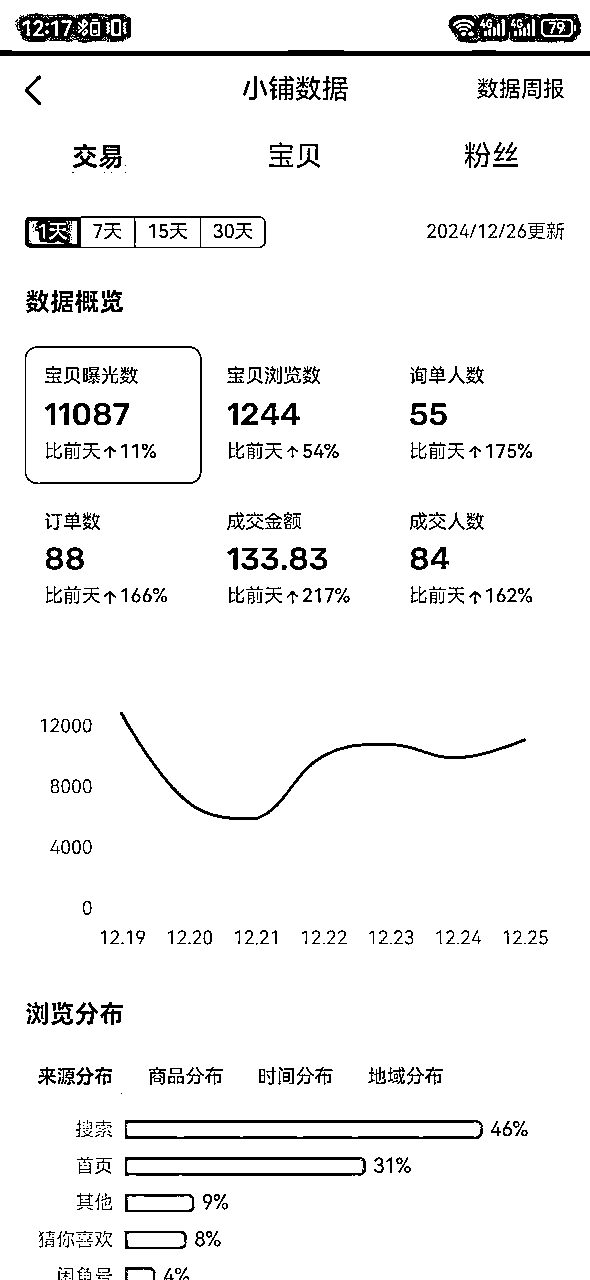 12:17 4G 4G 79
小铺数据 数据周报
交易 宝贝 粉丝
1天 7天 15天 30天 2024/12/26更新
数据概览
宝贝曝光数 宝贝浏览数 询单人数
11087 1244 55
比前天↑11% 比前天↑54% 比前天↑175%
订单数 成交金额 成交人数
88 133.83 84
比前天↑166% 比前天↑217% 比前天↑162%
12000
8000
4000
0
12.19 12.20 12.21 12.22 12.23 12.24 12.25
浏览分布
来源分布 商品分布 时间分布 地域分布
搜索 46%
首页 31%
其他 9%
猜你喜欢 8%
闲鱼号 4%